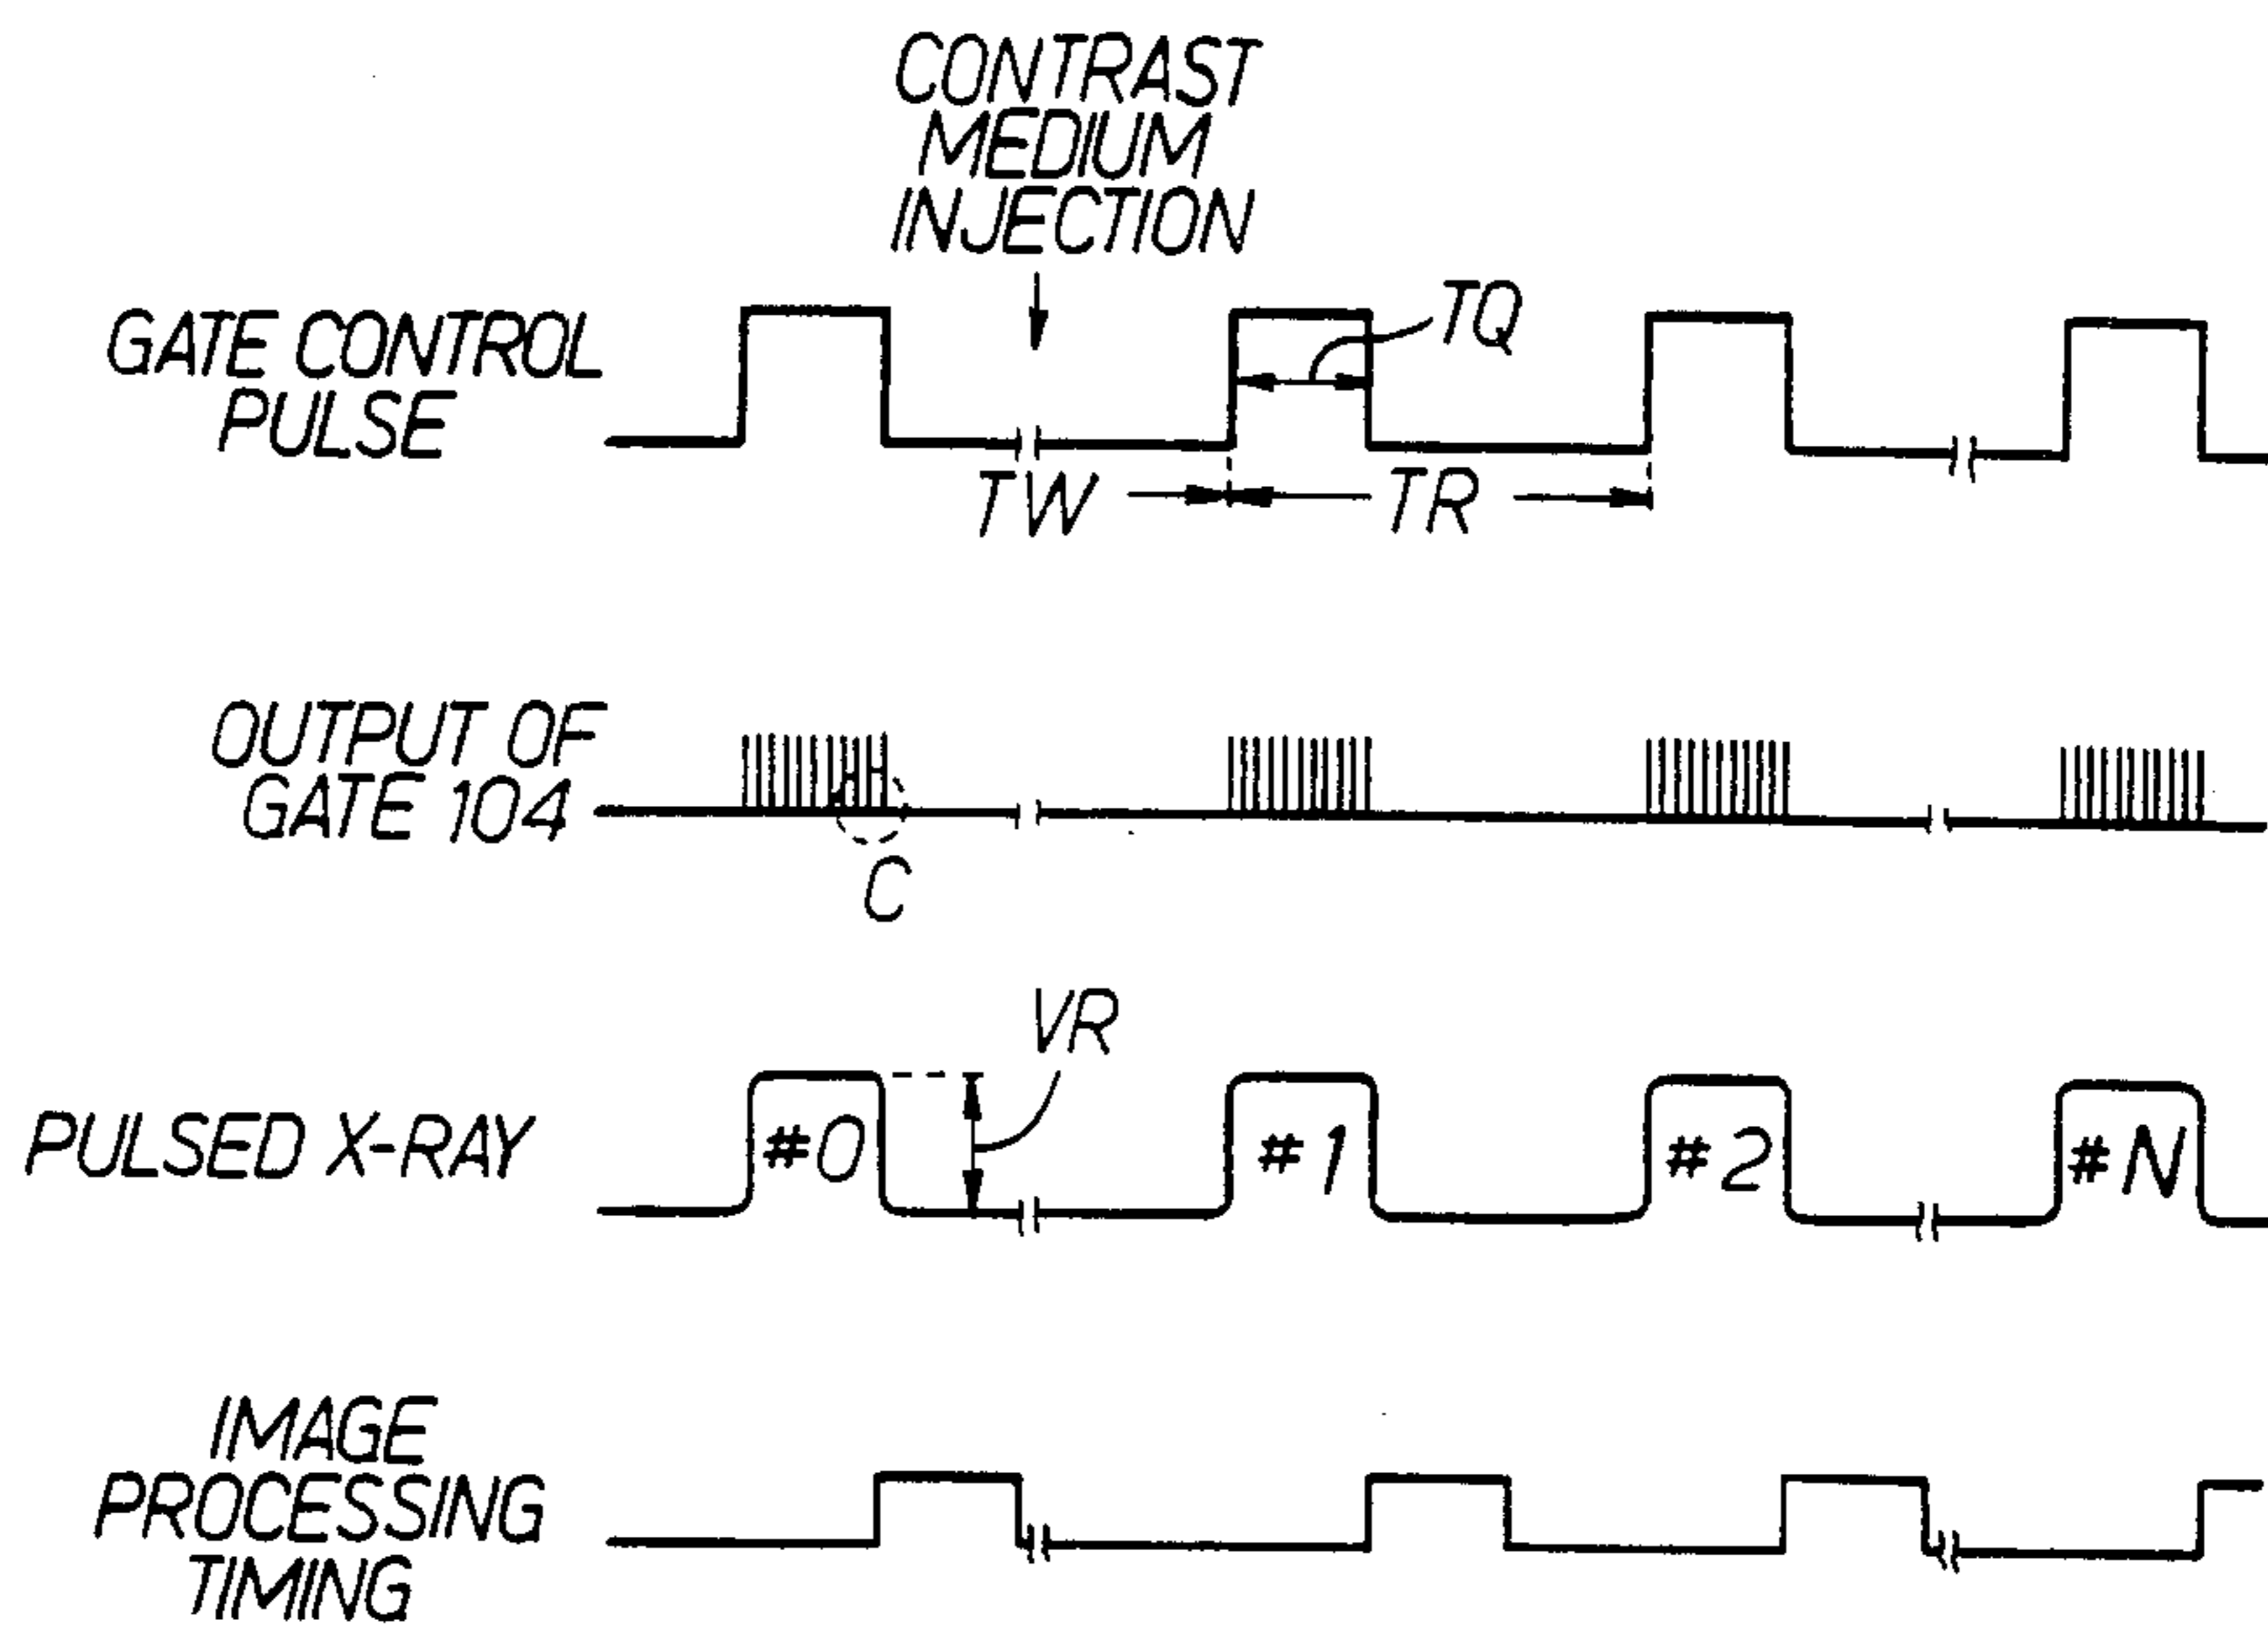 CONTRAST
MEDIUM
INJECTION
GATE CONTROL
PULSE
TQ
TW
TR
OUTPUT OF
GATE 104
C
VR
PULSED X-RAY
#0
#1
#2
#N
IMAGE
PROCESSING
TIMING